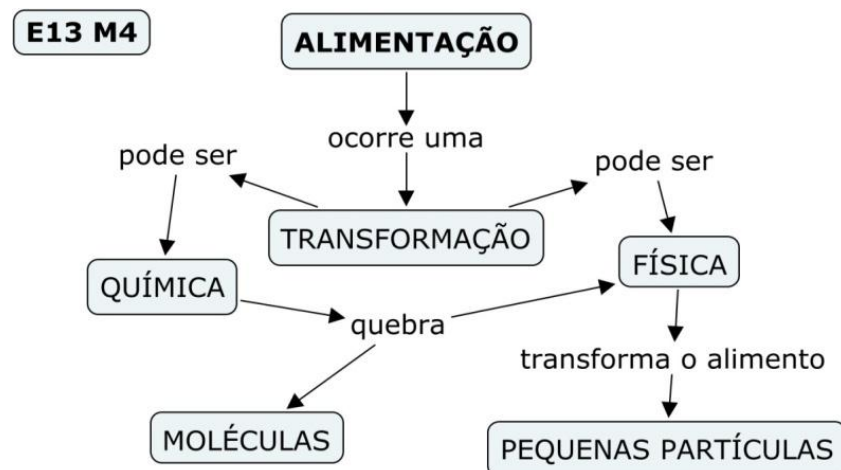 E13 M4
ALIMENTAÇÃO
ocorre uma
pode ser
pode ser
TRANSFORMAÇÃO
QUÍMICA
FÍSICA
quebra
transforma o alimento
MOLÉCULAS
PEQUENAS PARTÍCULAS